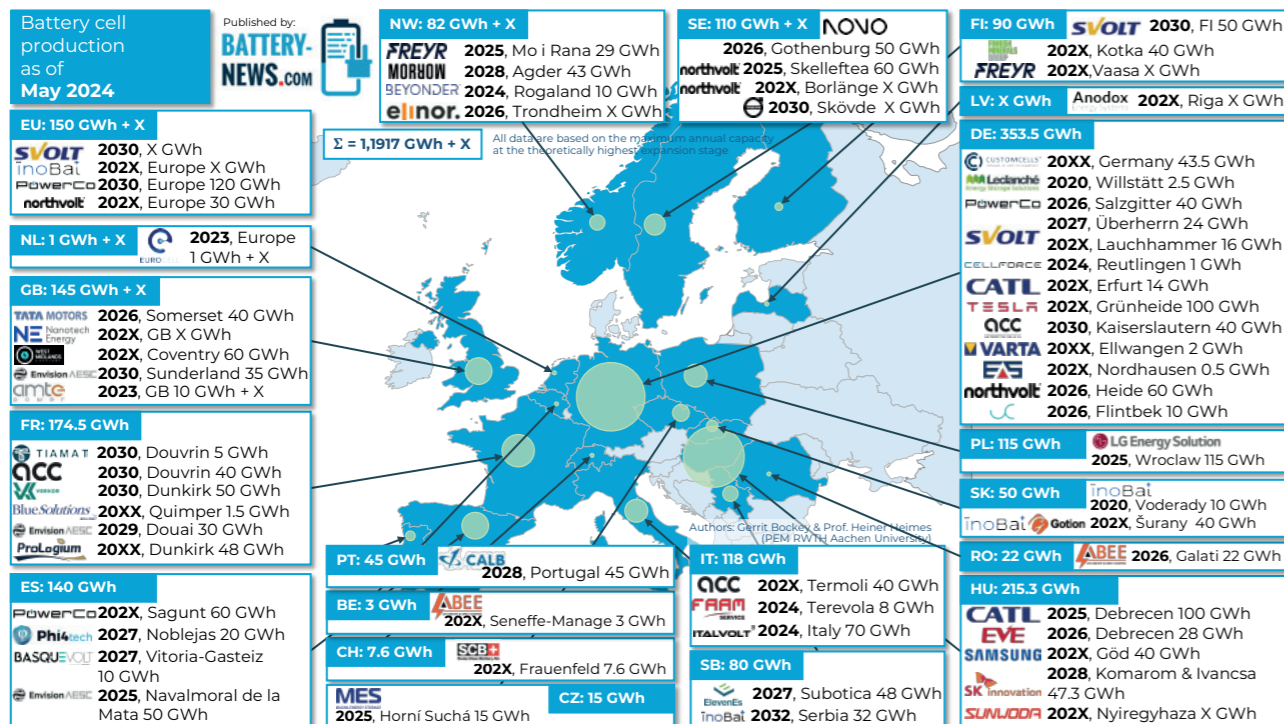 Battery cell
production
as of
May 2024
Published by:
BATTERY-
NEWS.com
NW: 82 GWh + X
FREYR 2025, Mo i Rana 29 GWh
MORROW 2028, Agder 43 GWh
BEYONDER 2024, Rogaland 10 GWh
elinor. 2026, Trondheim X GWh
SE: 110 GWh + X
NOVO
2026, Gothenburg 50 GWh
northvolt 2025, Skelleftea 60 GWh
northvolt 202X, Borlänge X GWh
2030, Skövde X GWh
FI: 90 GWh
SVOLT 2030, FI 50 GWh
FINNISH MINERALS GROUP 202X, Kotka 40 GWh
FREYR 202X,Vaasa X GWh
LV: X GWh
Anodox Energy Systems 202X, Riga X GWh
Σ = 1,1917 GWh + X
All data are based on the maximum annual capacity
at the theoretically highest expansion stage
EU: 150 GWh + X
SVOLT 2030, X GWh
inoBat 202X, Europe X GWh
PowerCo 2030, Europe 120 GWh
northvolt 202X, Europe 30 GWh
NL: 1 GWh + X
EUROCELL 2023, Europe
1 GWh + X
GB: 145 GWh + X
TATA MOTORS 2026, Somerset 40 GWh
NE Nanotech Energy 202X, GB X GWh
WEST MIDLANDS 202X, Coventry 60 GWh
Envision AESC 2030, Sunderland 35 GWh
amte power 2023, GB 10 GWh + X
FR: 174.5 GWh
TIAMAT 2030, Douvrin 5 GWh
acc 2030, Douvrin 40 GWh
VERKOR 2030, Dunkirk 50 GWh
Blue Solutions 20XX, Quimper 1.5 GWh
Envision AESC 2029, Douai 30 GWh
ProLogium 20XX, Dunkirk 48 GWh
ES: 140 GWh
PowerCo 202X, Sagunt 60 GWh
Phi4tech 2027, Noblejas 20 GWh
BASQUEVOLT 2027, Vitoria-Gasteiz
10 GWh
Envision AESC 2025, Navalmoral de la
Mata 50 GWh
DE: 353.5 GWh
CUSTOMCELLS 20XX, Germany 43.5 GWh
Leclanché Energy Storage Solutions 2020, Willstätt 2.5 GWh
PowerCo 2026, Salzgitter 40 GWh
2027, Überherrn 24 GWh
SVOLT
202X, Lauchhammer 16 GWh
CELLFORCE 2024, Reutlingen 1 GWh
CATL 202X, Erfurt 14 GWh
TESLA 202X, Grünheide 100 GWh
acc 2030, Kaiserslautern 40 GWh
VARTA 20XX, Ellwangen 2 GWh
EAS 202X, Nordhausen 0.5 GWh
northvolt 2026, Heide 60 GWh
2026, Flintbek 10 GWh
PL: 115 GWh
LG Energy Solution
2025, Wroclaw 115 GWh
SK: 50 GWh
inoBat
2020, Voderady 10 GWh
inoBat Gotion 202X, Šurany 40 GWh
RO: 22 GWh
ABEE 2026, Galati 22 GWh
HU: 215.3 GWh
CATL 2025, Debrecen 100 GWh
EVE 2026, Debrecen 28 GWh
SAMSUNG 202X, Göd 40 GWh
2028, Komarom & Ivancsa
SK innovation 47.3 GWh
SUNWODA 202X, Nyiregyhaza X GWh
Authors: Gerrit Bockey & Prof. Heiner Heimes
(PEM RWTH Aachen University)
PT: 45 GWh
CALB
2028, Portugal 45 GWh
BE: 3 GWh
ABEE
202X, Seneffe-Manage 3 GWh
CH: 7.6 GWh
SCB
202X, Frauenfeld 7.6 GWh
MES
CZ: 15 GWh
2025, Horní Suchá 15 GWh
IT: 118 GWh
acc 202X, Termoli 40 GWh
FAAM SERVICE 2024, Terevola 8 GWh
ITALVOLT 2024, Italy 70 GWh
SB: 80 GWh
ElevenEs 2027, Subotica 48 GWh
inoBat 2032, Serbia 32 GWh